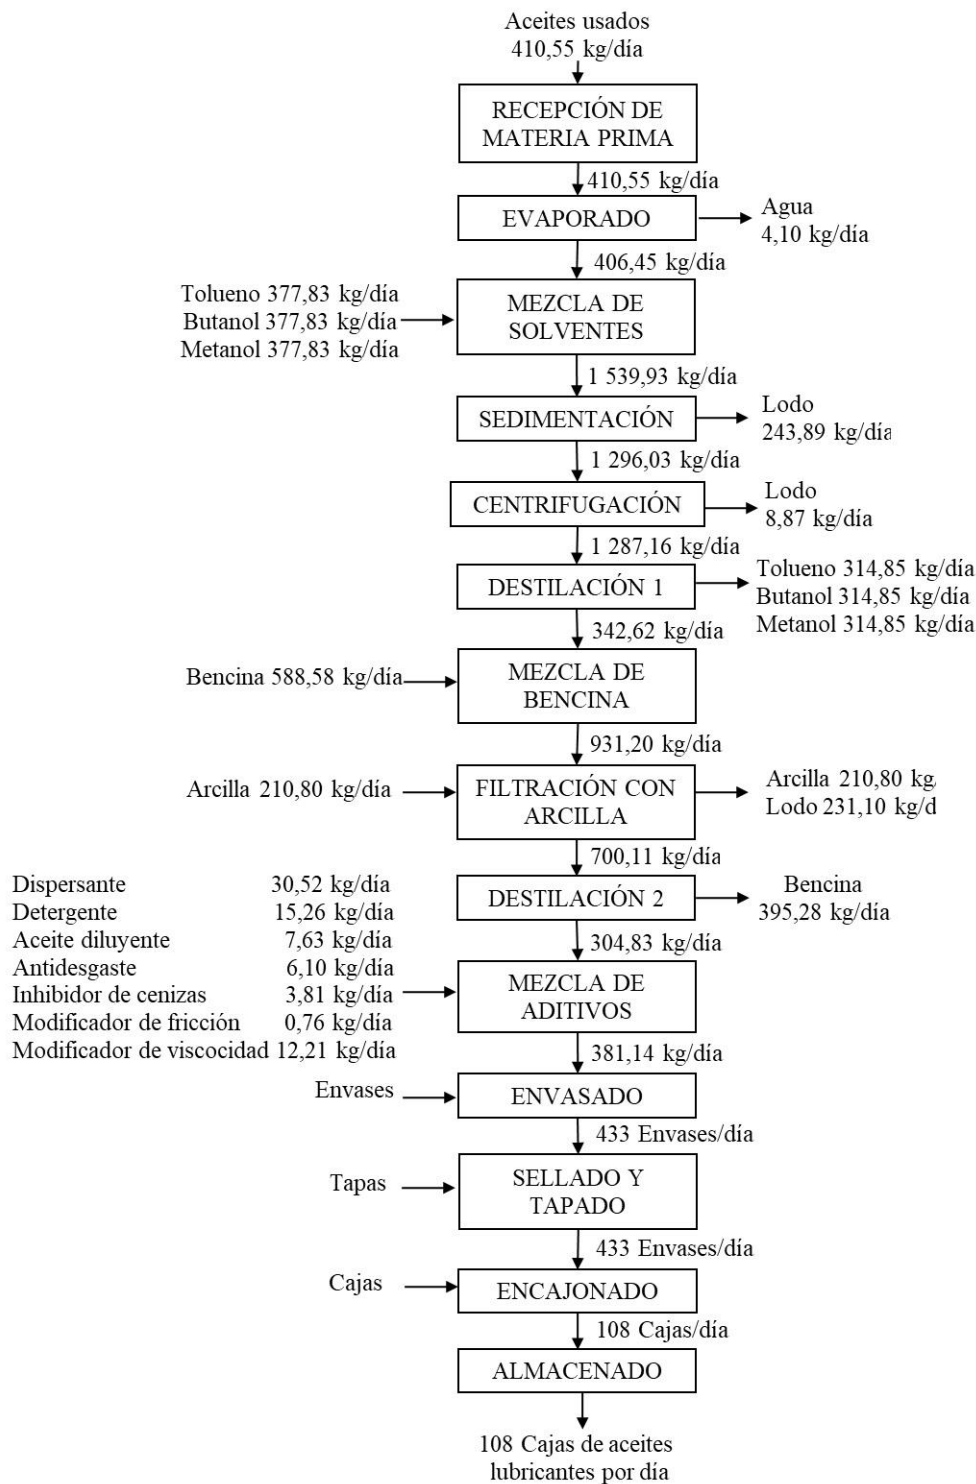 Aceites usados
410,55 kg/día
RECEPCIÓN DE
MATERIA PRIMA
410,55 kg/día
EVAPORADO
Agua
4,10 kg/día
406,45 kg/día
Tolueno 377,83 kg/día
Butanol 377,83 kg/día
Metanol 377,83 kg/día
MEZCLA DE
SOLVENTES
1 539,93 kg/día
SEDIMENTACIÓN
Lodo
243,89 kg/día
1 296,03 kg/día
CENTRIFUGACIÓN
Lodo
8,87 kg/día
1 287,16 kg/día
DESTILACIÓN 1
Tolueno 314,85 kg/día
Butanol 314,85 kg/día
Metanol 314,85 kg/día
342,62 kg/día
Bencina 588,58 kg/día
MEZCLA DE
BENCINA
931,20 kg/día
Arcilla 210,80 kg/día
FILTRACIÓN CON
ARCILLA
Arcilla 210,80 kg/
Lodo 231,10 kg/d
700,11 kg/día
DESTILACIÓN 2
Bencina
395,28 kg/día
304,83 kg/día
Dispersante 30,52 kg/día
Detergente 15,26 kg/día
Aceite diluyente 7,63 kg/día
Antidesgaste 6,10 kg/día
Inhibidor de cenizas 3,81 kg/día
Modificador de fricción 0,76 kg/día
Modificador de viscocidad 12,21 kg/día
MEZCLA DE
ADITIVOS
381,14 kg/día
Envases
ENVASADO
433 Envases/día
Tapas
SELLADO Y
TAPADO
433 Envases/día
Cajas
ENCAJONADO
108 Cajas/día
ALMACENADO
108 Cajas de aceites
lubricantes por día